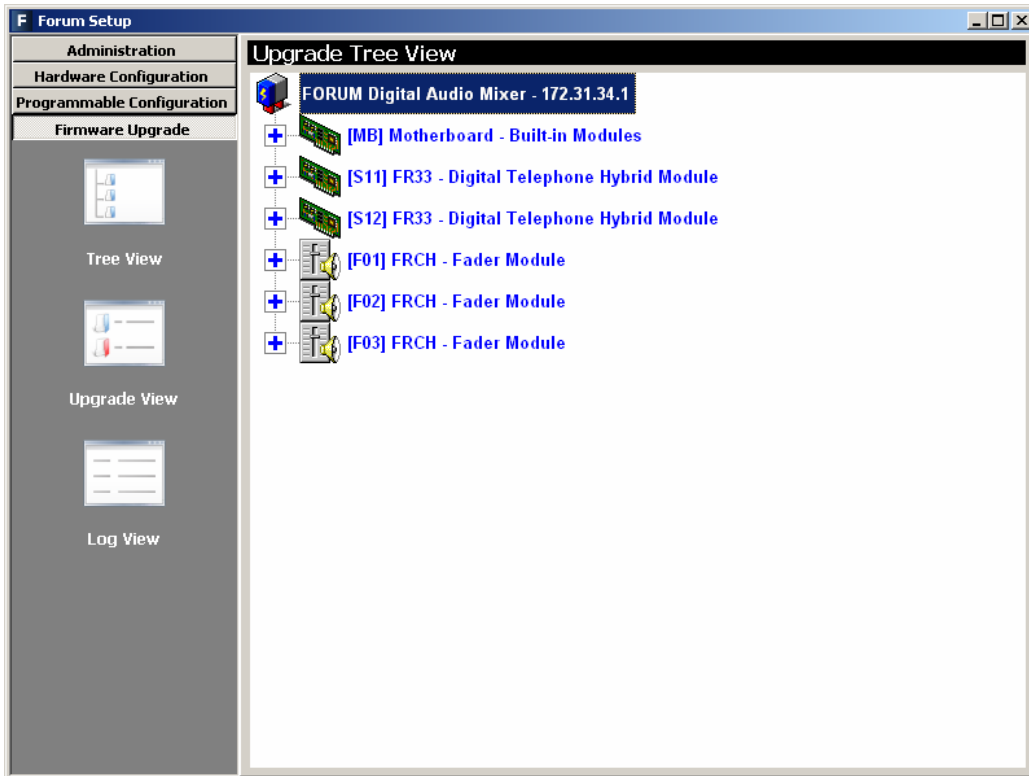 F Forum Setup
Administration
Hardware Configuration
Programmable Configuration
Firmware Upgrade
Tree View
Upgrade View
Log View
Upgrade Tree View
FORUM Digital Audio Mixer - 172.31.34.1
[MB] Motherboard - Built-in Modules
[S11] FR33 - Digital Telephone Hybrid Module
[S12] FR33 - Digital Telephone Hybrid Module
[F01] FRCH - Fader Module
[F02] FRCH - Fader Module
[F03] FRCH - Fader Module